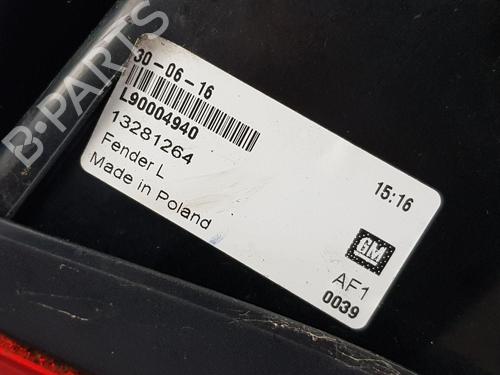 30-06-16
L90004940
13281264
Fender L
Made in Poland
15:16
GM
AF1
0039
B-PARTS